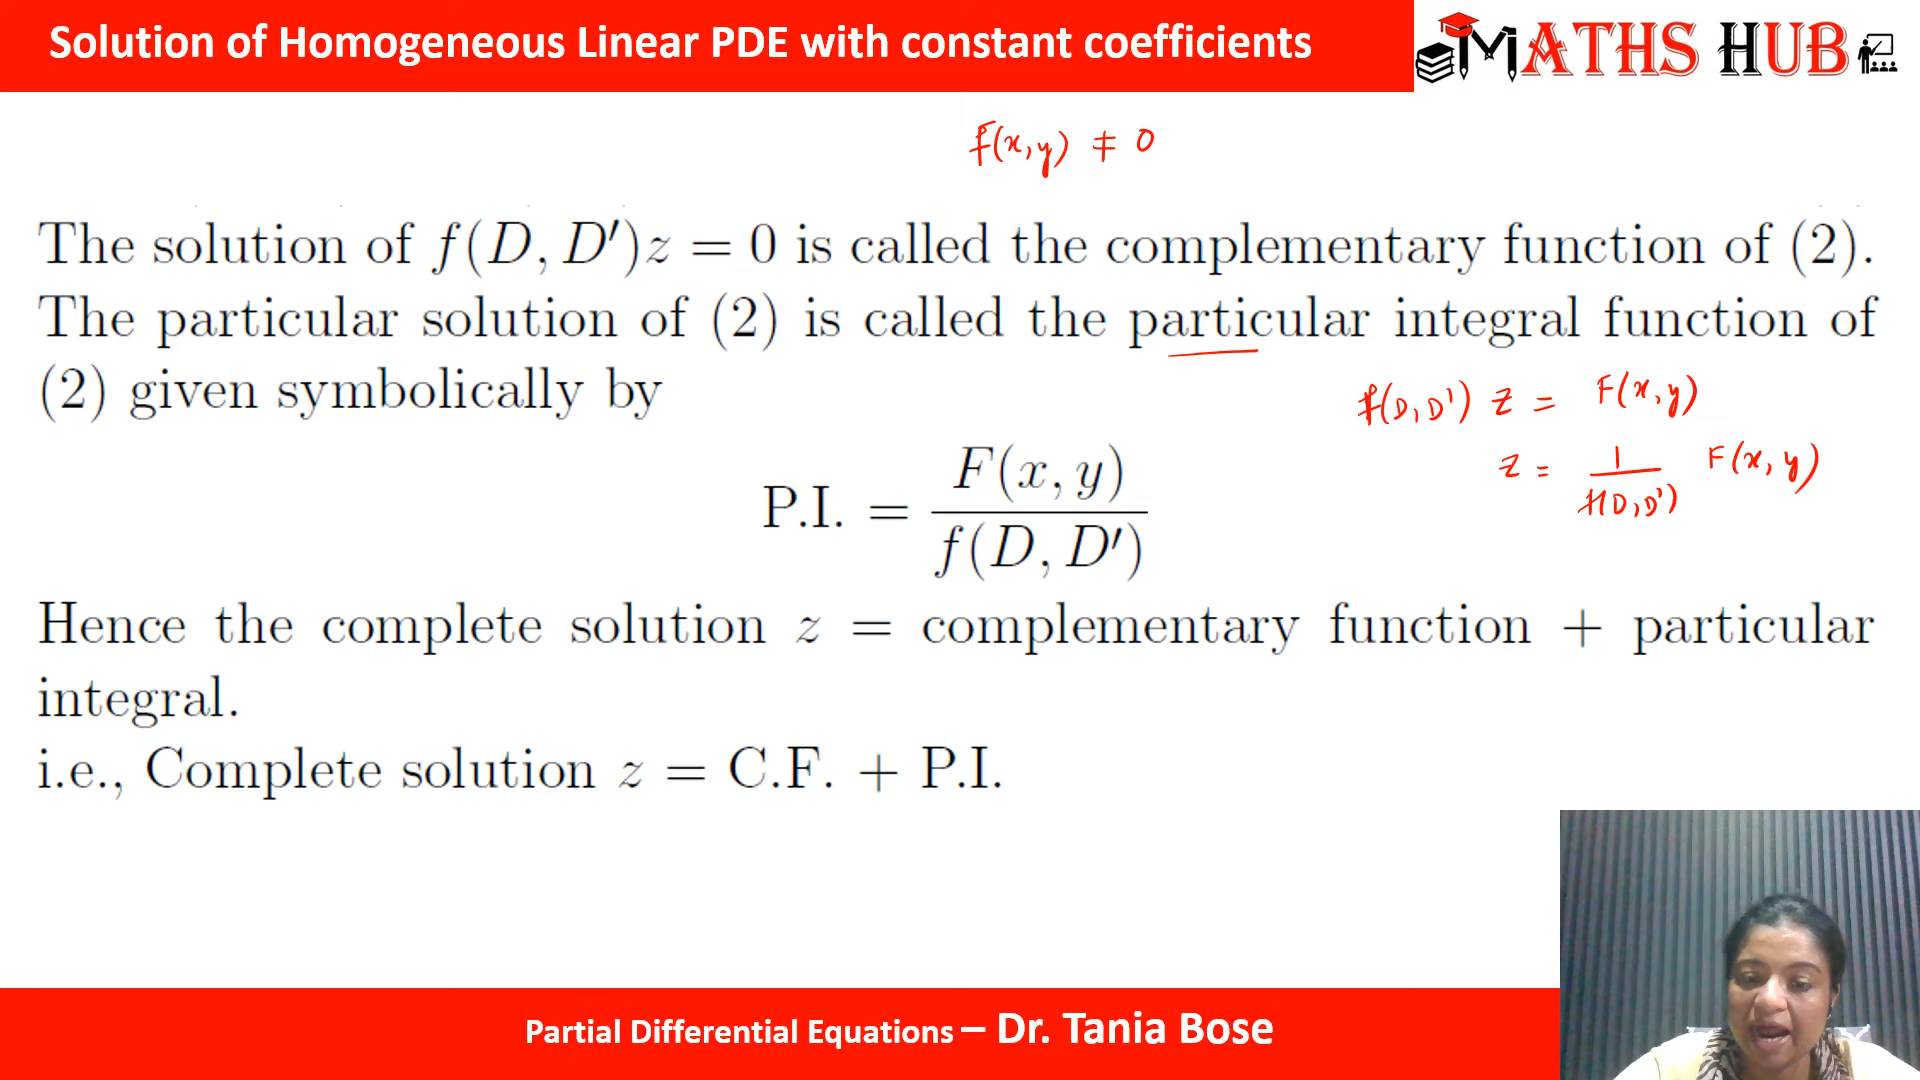 Solution of Homogeneous Linear PDE with constant coefficients
MATHS HUB
F(x, y) ≠ 0
The solution of f(D, D′)z = 0 is called the complementary function of (2).
The particular solution of (2) is called the particular integral function of
(2) given symbolically by
f(D, D') z = F(x, y)
z = 1/f(D, D') F(x, y)
P.I. = F(x, y)/f(D, D′)
Hence the complete solution z = complementary function + particular
integral.
i.e., Complete solution z = C.F. + P.I.
Partial Differential Equations – Dr. Tania Bose